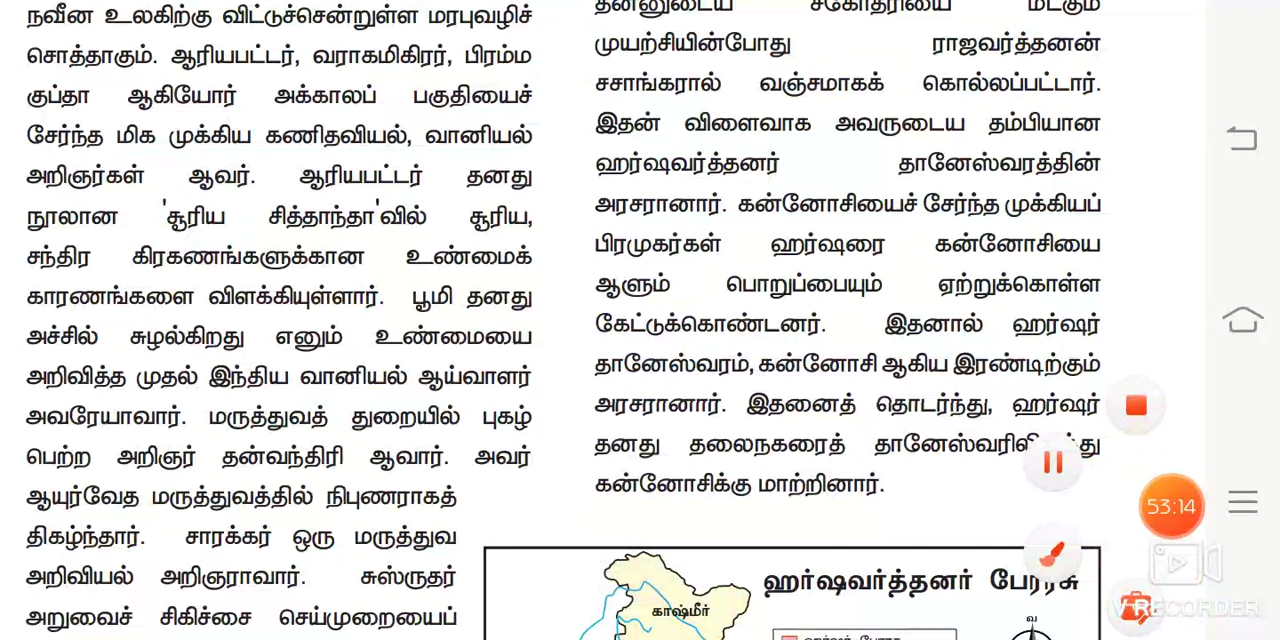 நவீன உலகிற்கு விட்டுச்சென்றுள்ள மரபுவழிச்
சொத்தாகும். ஆரியபட்டர், வராகமிகிரர், பிரம்ம
குப்தா ஆகியோர் அக்காலப் பகுதியைச்
சேர்ந்த மிக முக்கிய கணிதவியல், வானியல்
அறிஞர்கள் ஆவர். ஆரியபட்டர் தனது
நூலான 'சூரிய சித்தாந்தா'வில் சூரிய,
சந்திர கிரகணங்களுக்கான உண்மைக்
காரணங்களை விளக்கியுள்ளார். பூமி தனது
அச்சில் சுழல்கிறது எனும் உண்மையை
அறிவித்த முதல் இந்திய வானியல் ஆய்வாளர்
அவரேயாவார். மருத்துவத் துறையில் புகழ்
பெற்ற அறிஞர் தன்வந்திரி ஆவார். அவர்
ஆயுர்வேத மருத்துவத்தில் நிபுணராகத்
திகழ்ந்தார். சாரக்கர் ஒரு மருத்துவ
அறிவியல் அறிஞராவார். சுஸ்ருதர்
அறுவைச் சிகிச்சை செய்முறையைப்
தன்னுடைய சகோதரியை மீட்கும்
முயற்சியின்போது ராஜவர்த்தனன்
சசாங்கரால் வஞ்சமாகக் கொல்லப்பட்டார்.
இதன் விளைவாக அவருடைய தம்பியான
ஹர்ஷவர்த்தனர் தானேஸ்வரத்தின்
அரசரானார். கன்னோசியைச் சேர்ந்த முக்கியப்
பிரமுகர்கள் ஹர்ஷரை கன்னோசியை
ஆளும் பொறுப்பையும் ஏற்றுக்கொள்ள
கேட்டுக்கொண்டனர். இதனால் ஹர்ஷர்
தானேஸ்வரம், கன்னோசி ஆகிய இரண்டிற்கும்
அரசரானார். இதனைத் தொடர்ந்து, ஹர்ஷர்
தனது தலைநகரைத்
கன்னோசிக்கு மாற்றினார்.
ஹர்ஷவர்த்தனர் பேரரசு
காஷ்மீர்
வ
53:14
V RECORDER